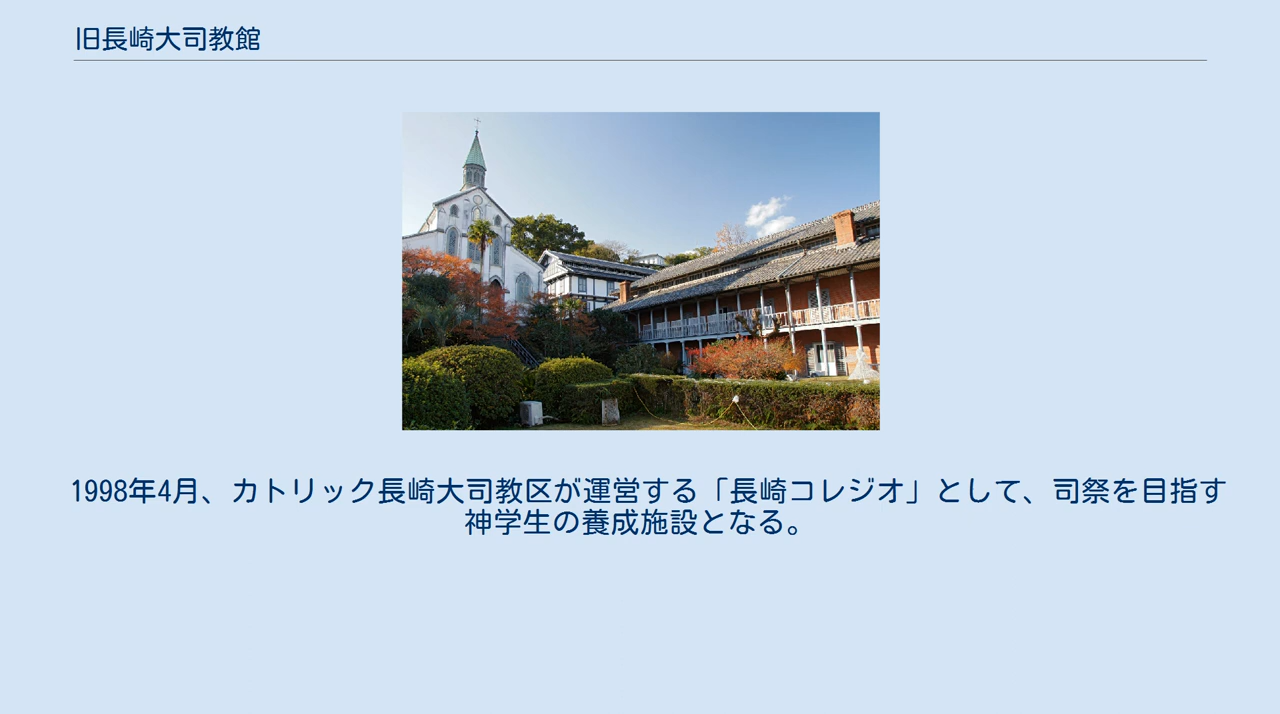 旧長崎大司教館
1998年4月、カトリック長崎大司教区が運営する「長崎コレジオ」として、司祭を目指す
神学生の養成施設となる。